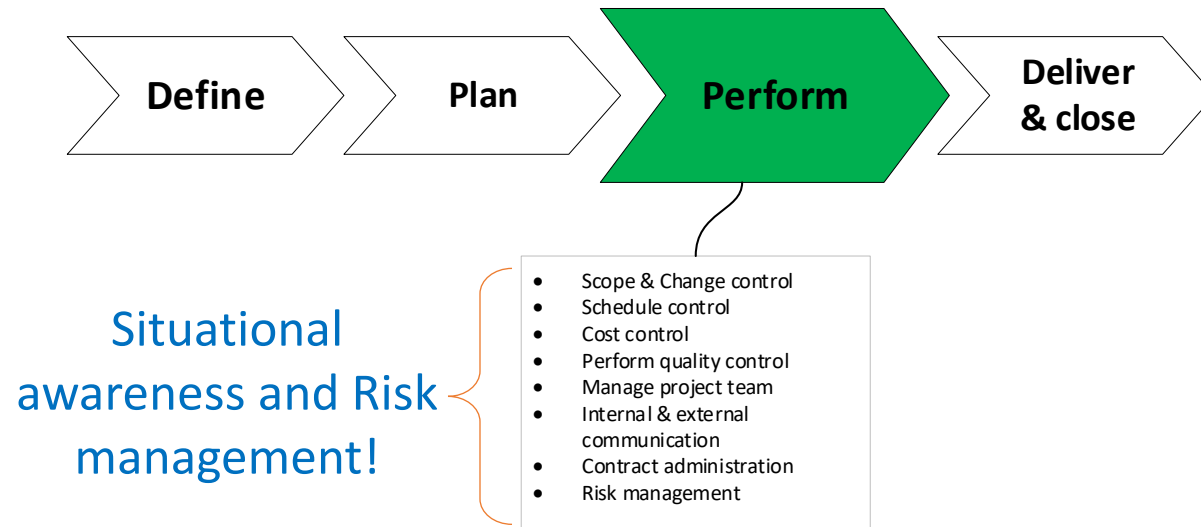 Define
Plan
Perform
Deliver
& close
Situational
awareness and Risk
management!
• Scope & Change control
• Schedule control
• Cost control
• Perform quality control
• Manage project team
• Internal & external
communication
• Contract administration
• Risk management